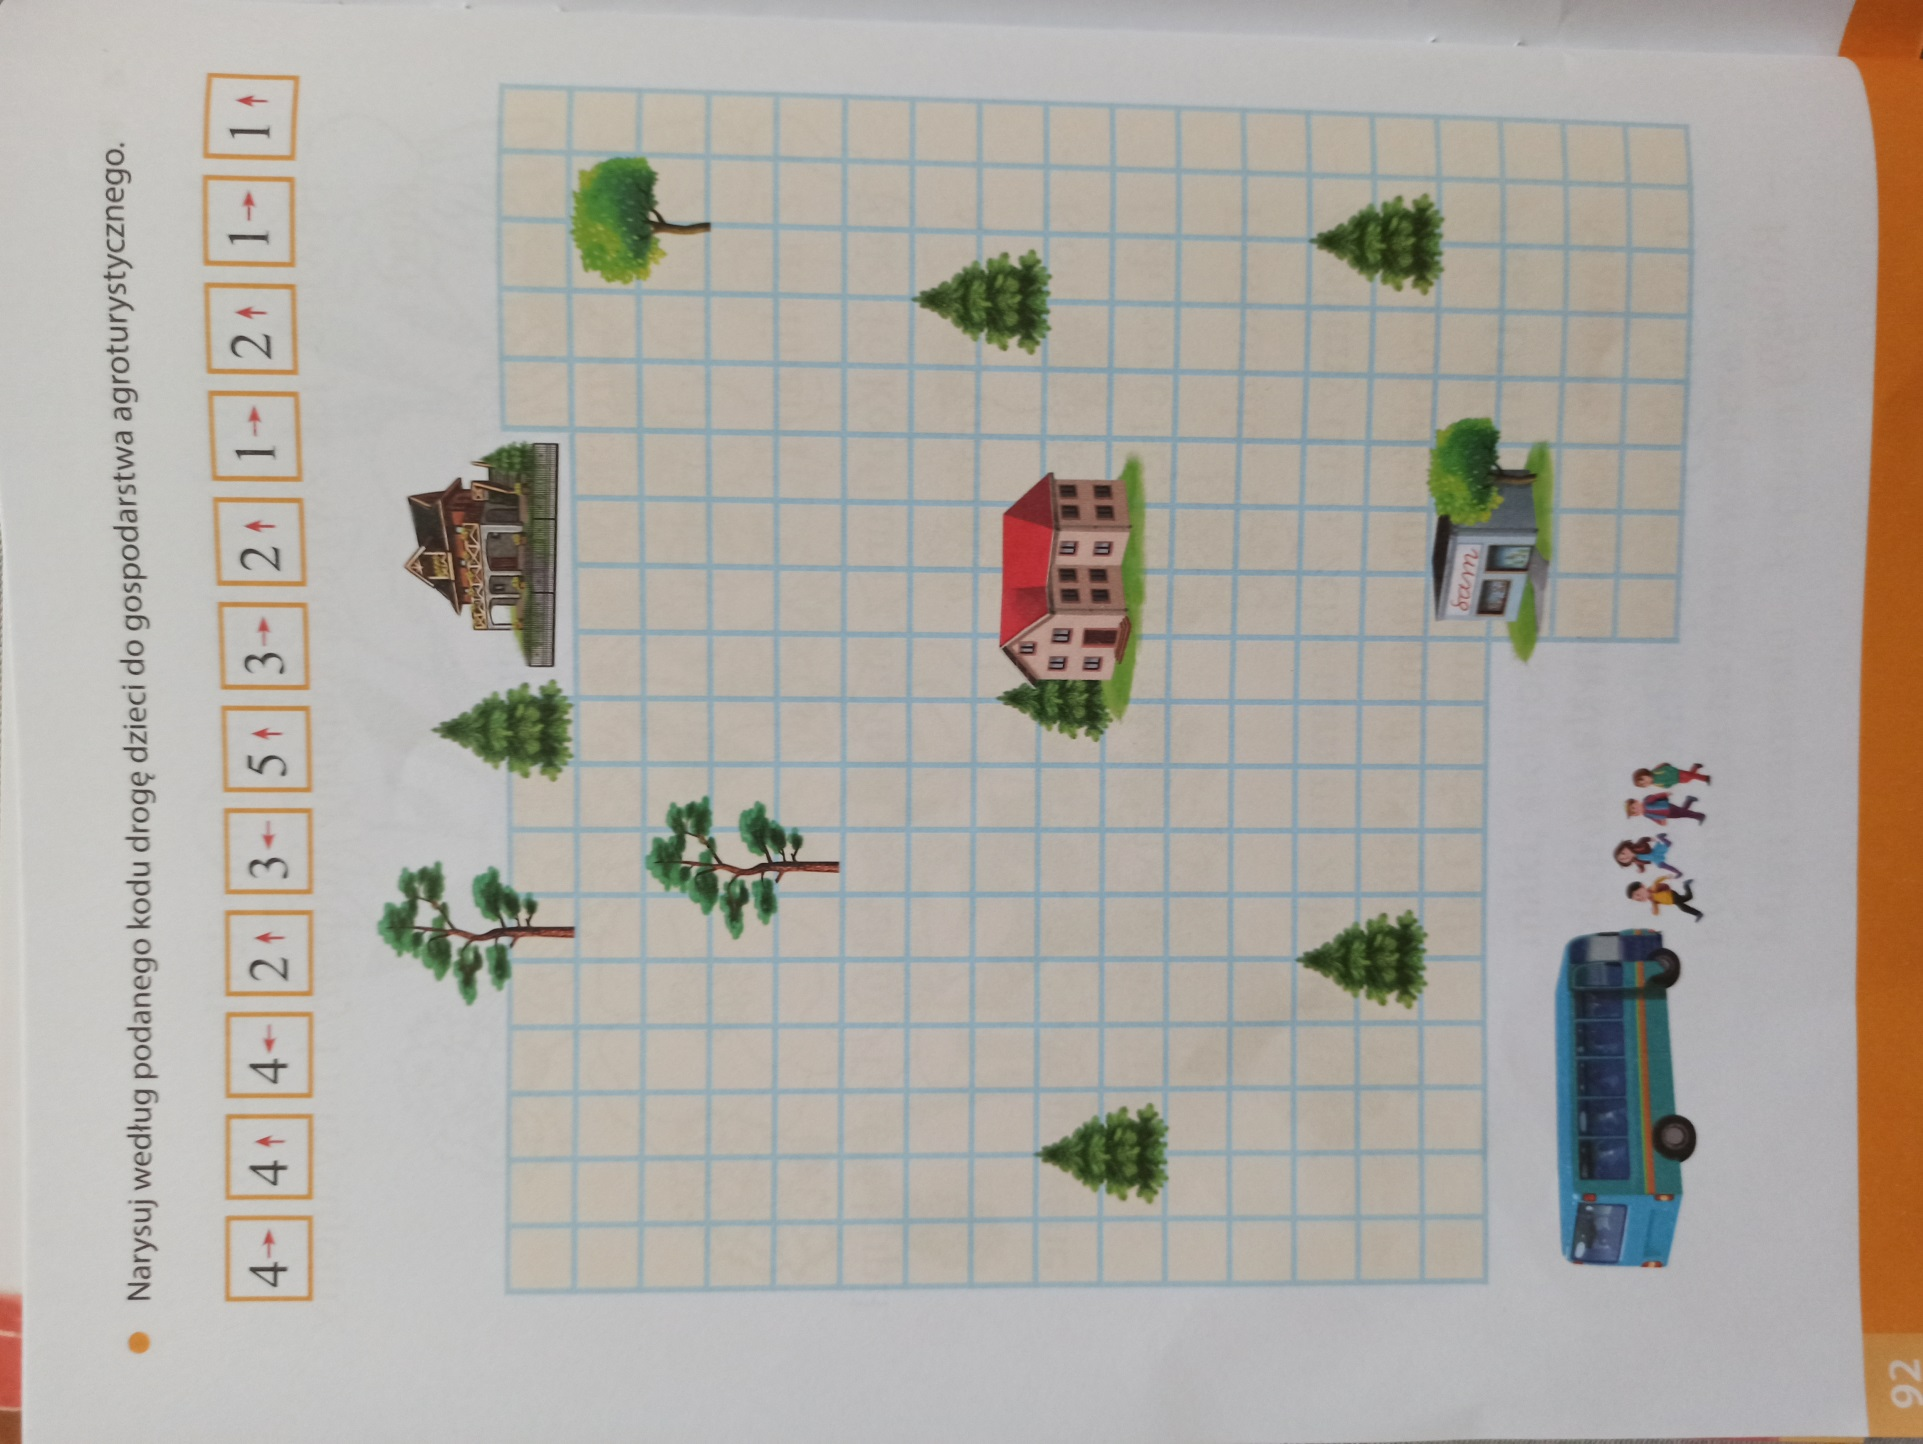 Narysuj według podanego kodu drogę dzieci do gospodarstwa agroturystycznego.
4→ 4↑ 4← 2↑ 3← 5↑ 3→ 2↑ 1→ 2↑ 1→ 1↑
92